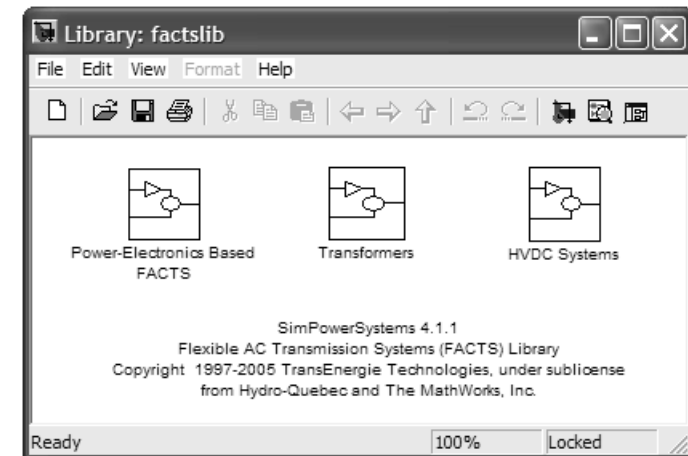 Library: factslib
File Edit View Format Help
Power-Electronics Based
FACTS
Transformers
HVDC Systems
SimPowerSystems 4.1.1
Flexible AC Transmission Systems (FACTS) Library
Copyright 1997-2005 TransEnergie Technologies, under sublicense
from Hydro-Quebec and The MathWorks, Inc.
Ready 100% Locked